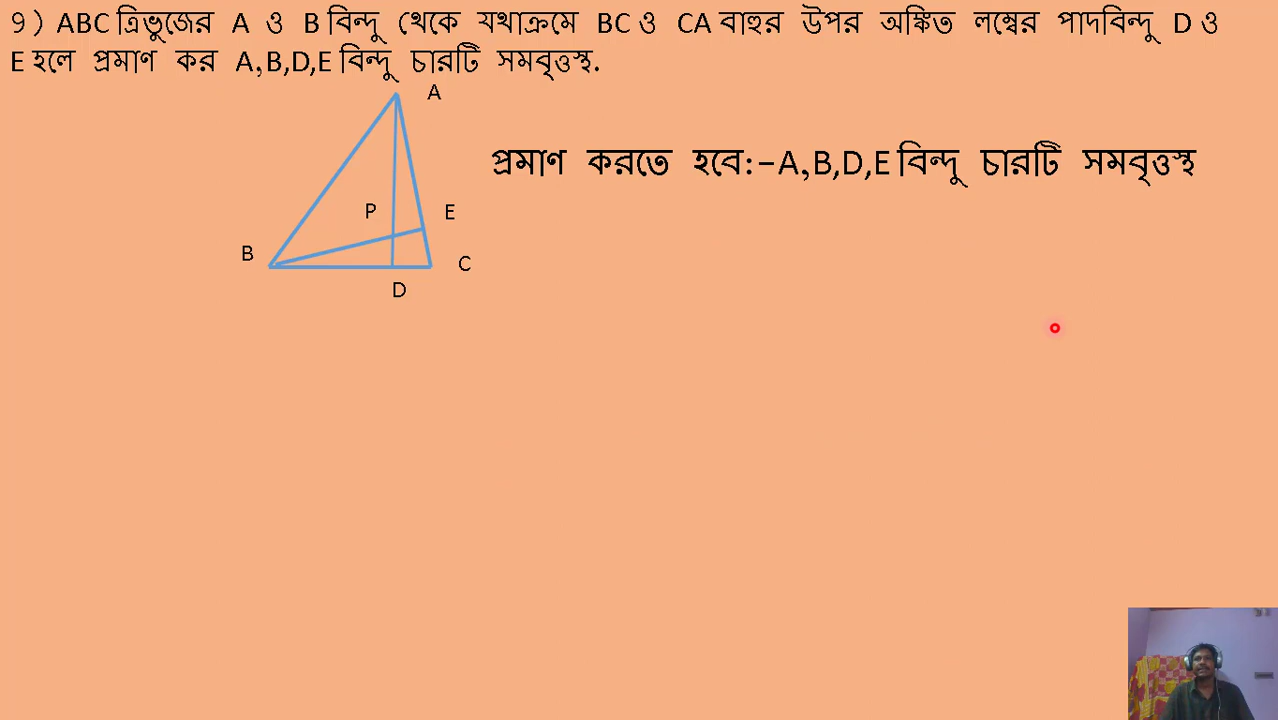 9) ABC ত্রিভুজের A ও B বিন্দু থেকে যথাক্রমে BC ও CA বাহুর উপর অঙ্কিত লম্বের পাদবিন্দু D ও
E হলে প্রমাণ কর A,B,D,E বিন্দু চারটি সমবৃত্তস্থ.
A
প্রমাণ করতে হবে:-A,B,D,E বিন্দু চারটি সমবৃত্তস্থ
P E
B C
D